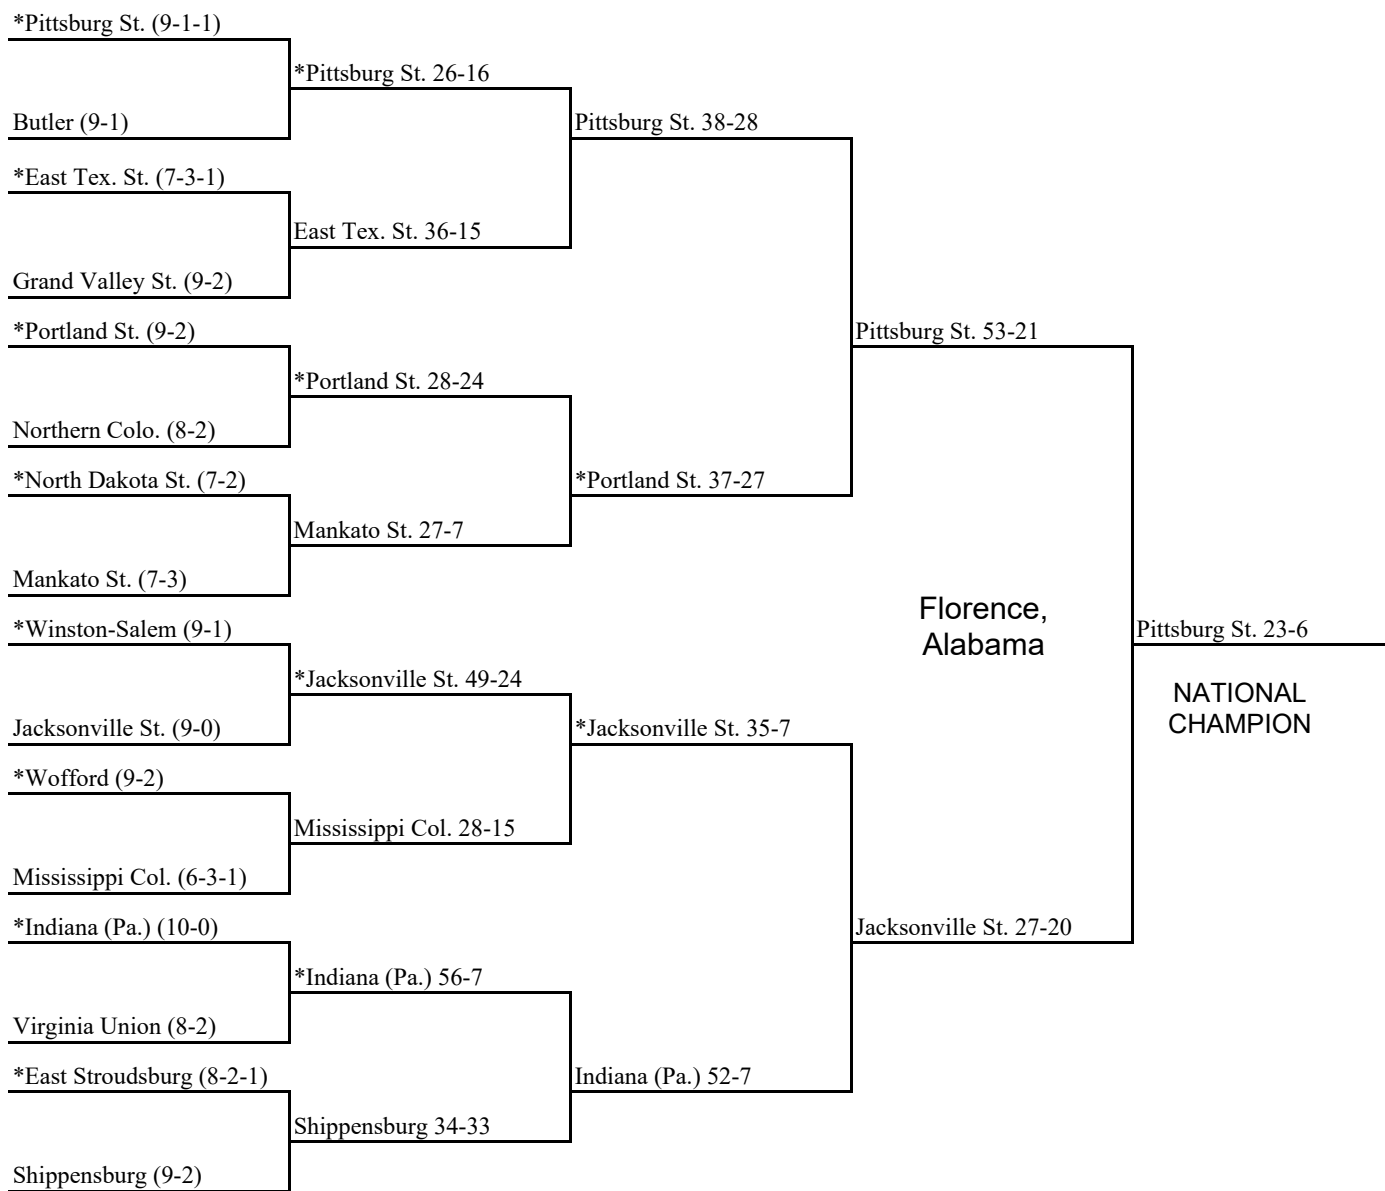 *Pittsburg St. (9-1-1)
*Pittsburg St. 26-16
Butler (9-1)
Pittsburg St. 38-28
*East Tex. St. (7-3-1)
East Tex. St. 36-15
Grand Valley St. (9-2)
*Portland St. (9-2)
Pittsburg St. 53-21
*Portland St. 28-24
Northern Colo. (8-2)
*North Dakota St. (7-2)
*Portland St. 37-27
Mankato St. 27-7
Mankato St. (7-3)
Florence,
Alabama
*Winston-Salem (9-1)
Pittsburg St. 23-6
*Jacksonville St. 49-24
NATIONAL
CHAMPION
Jacksonville St. (9-0)
*Jacksonville St. 35-7
*Wofford (9-2)
Mississippi Col. 28-15
Mississippi Col. (6-3-1)
*Indiana (Pa.) (10-0)
Jacksonville St. 27-20
*Indiana (Pa.) 56-7
Virginia Union (8-2)
*East Stroudsburg (8-2-1)
Indiana (Pa.) 52-7
Shippensburg 34-33
Shippensburg (9-2)